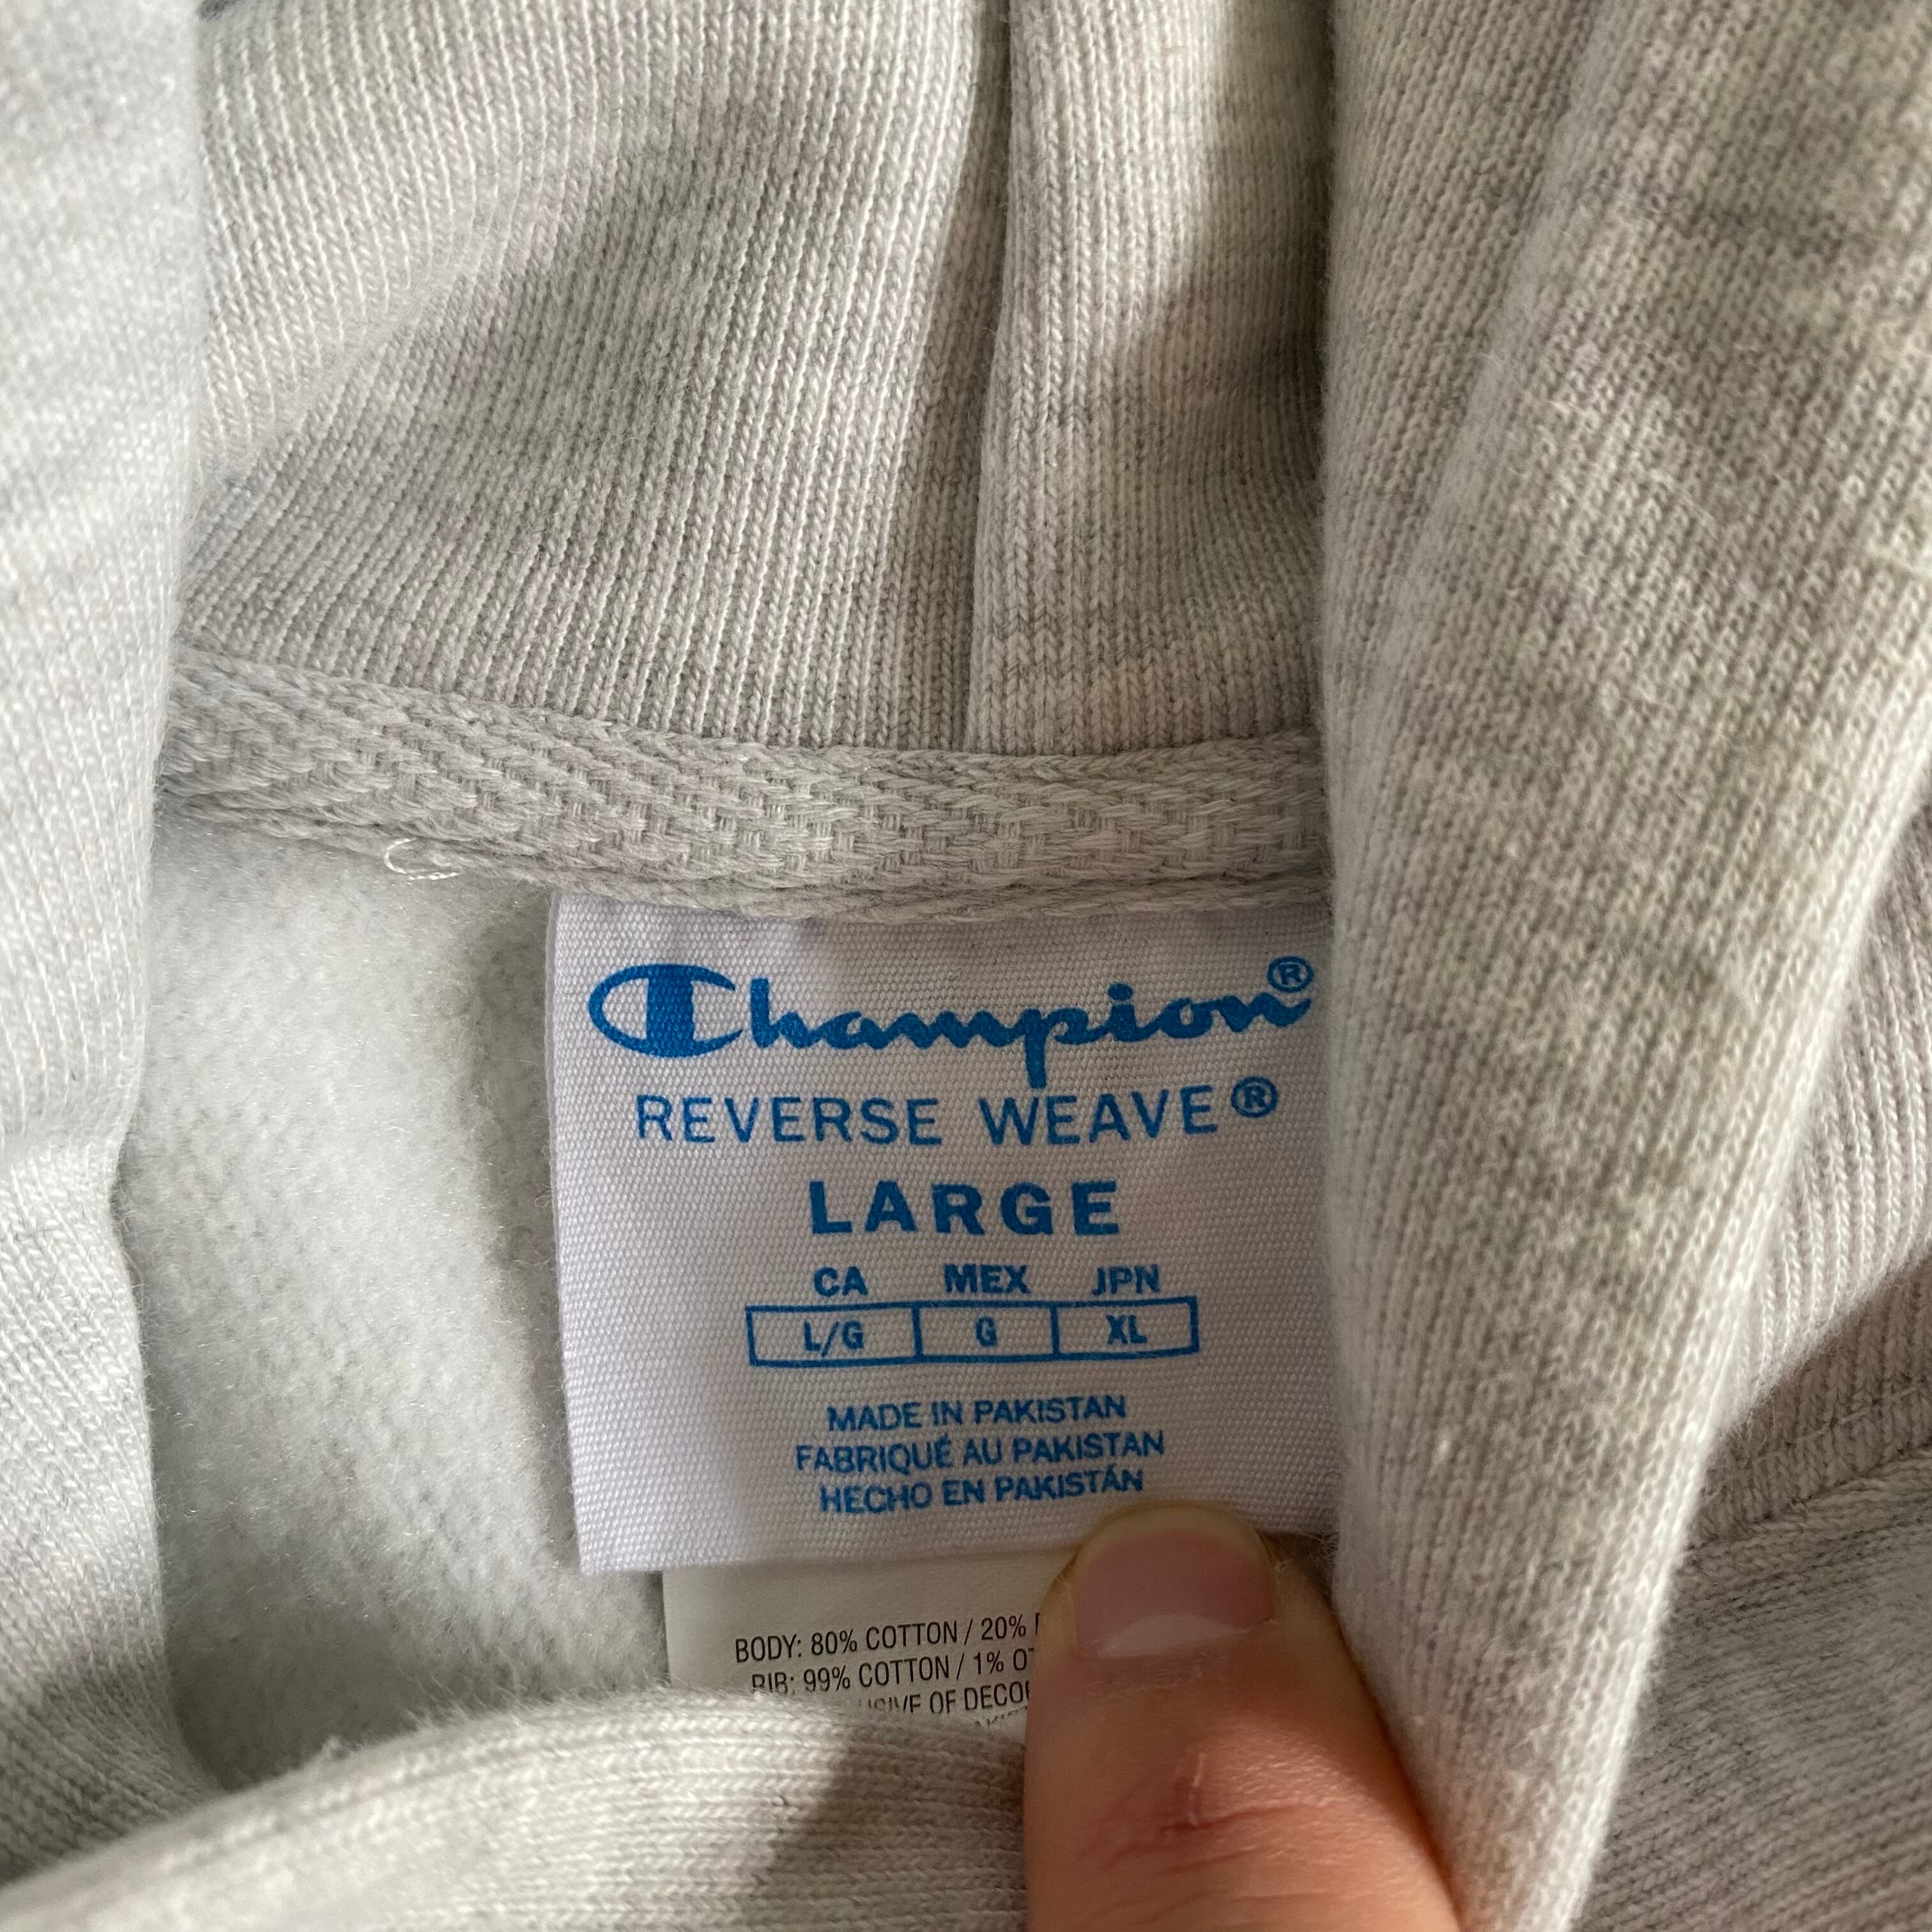 Champion®
REVERSE WEAVE®
LARGE
CA MEX JPN
L/G G XL
MADE IN PAKISTAN
FABRIQUÉ AU PAKISTAN
HECHO EN PAKISTÁN
BODY: 80% COTTON / 20%
RIB: 99% COTTON / 1%
OF